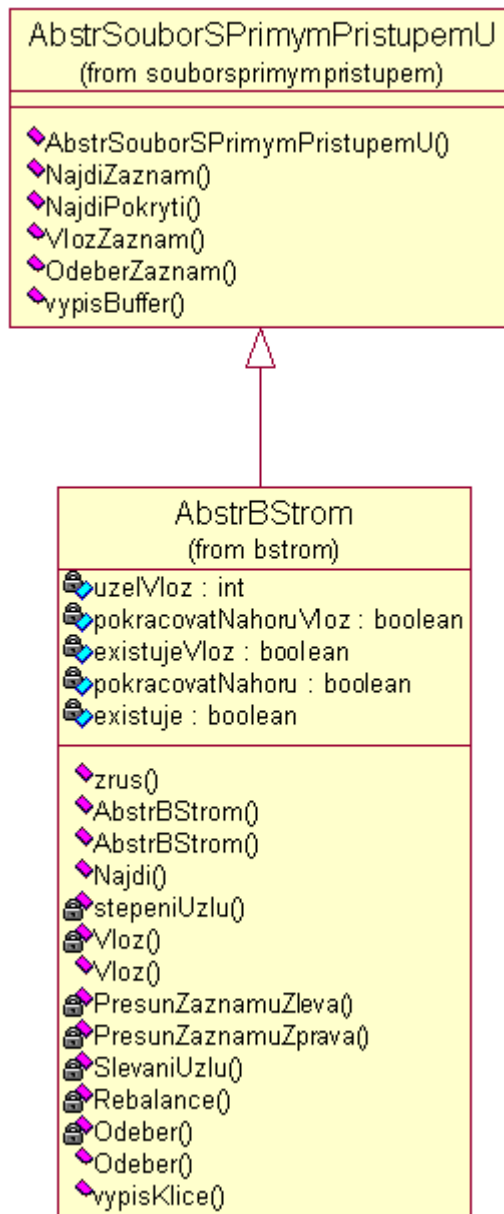 AbstrSouborSPrimymPristupemU
(from souborsprimympristupem)
AbstrSouborSPrimymPristupemU()
NajdiZaznam()
NajdiPokryti()
VlozZaznam()
OdeberZaznam()
vypisBuffer()
AbstrBStrom
(from bstrom)
uzelVloz : int
pokracovatNahoruVloz : boolean
existujeVloz : boolean
pokracovatNahoru : boolean
existuje : boolean
zrus()
AbstrBStrom()
AbstrBStrom()
Najdi()
stepeniUzlu()
Vloz()
Vloz()
PresunZaznamuZleva()
PresunZaznamuZprava()
SlevaniUzlu()
Rebalance()
Odeber()
Odeber()
vypisKlice()